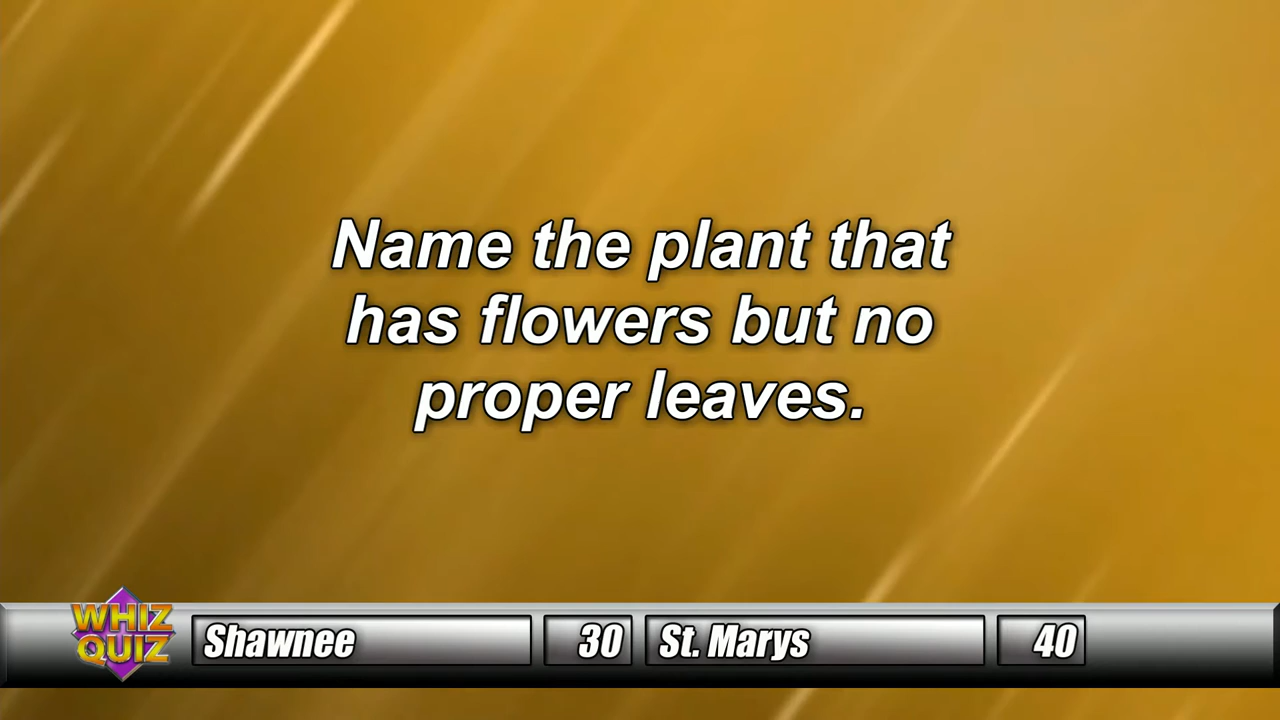 Name the plant that
has flowers but no
proper leaves.
WHIZ
QUIZ
Shawnee 30 St. Marys 40